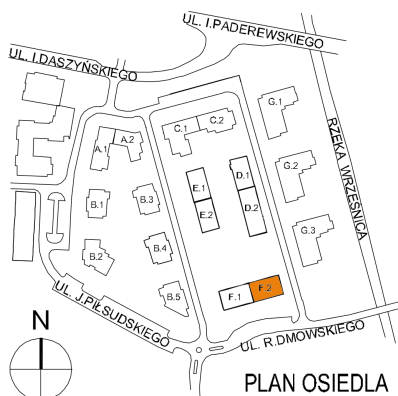 UL. I.PADEREWSKIEGO
UL. I.DASZYŃSKIEGO
RZEKA WRZEŚNICA
G.1
C.1
C.2
A.1
A.2
G.2
E.1
D.1
B.1
B.3
E.2
D.2
G.3
B.2
B.4
B.5
F.1
F.2
UL. J.PIŁSUDSKIEGO
UL. R.DMOWSKIEGO
N
PLAN OSIEDLA